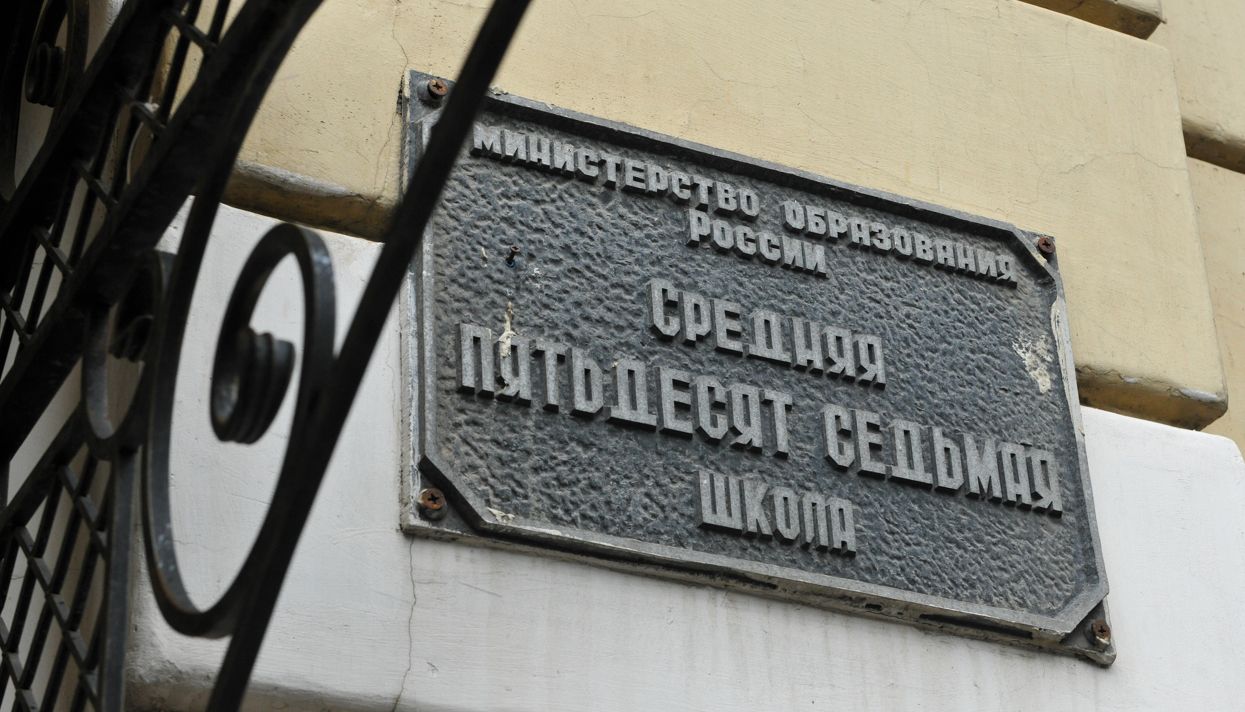 МИНИСТЕРСТВО ОБРАЗОВАНИЯ
РОССИИ
СРЕДНЯЯ
ПЯТЬДЕСЯТ СЕДЬМАЯ
ШКОЛА